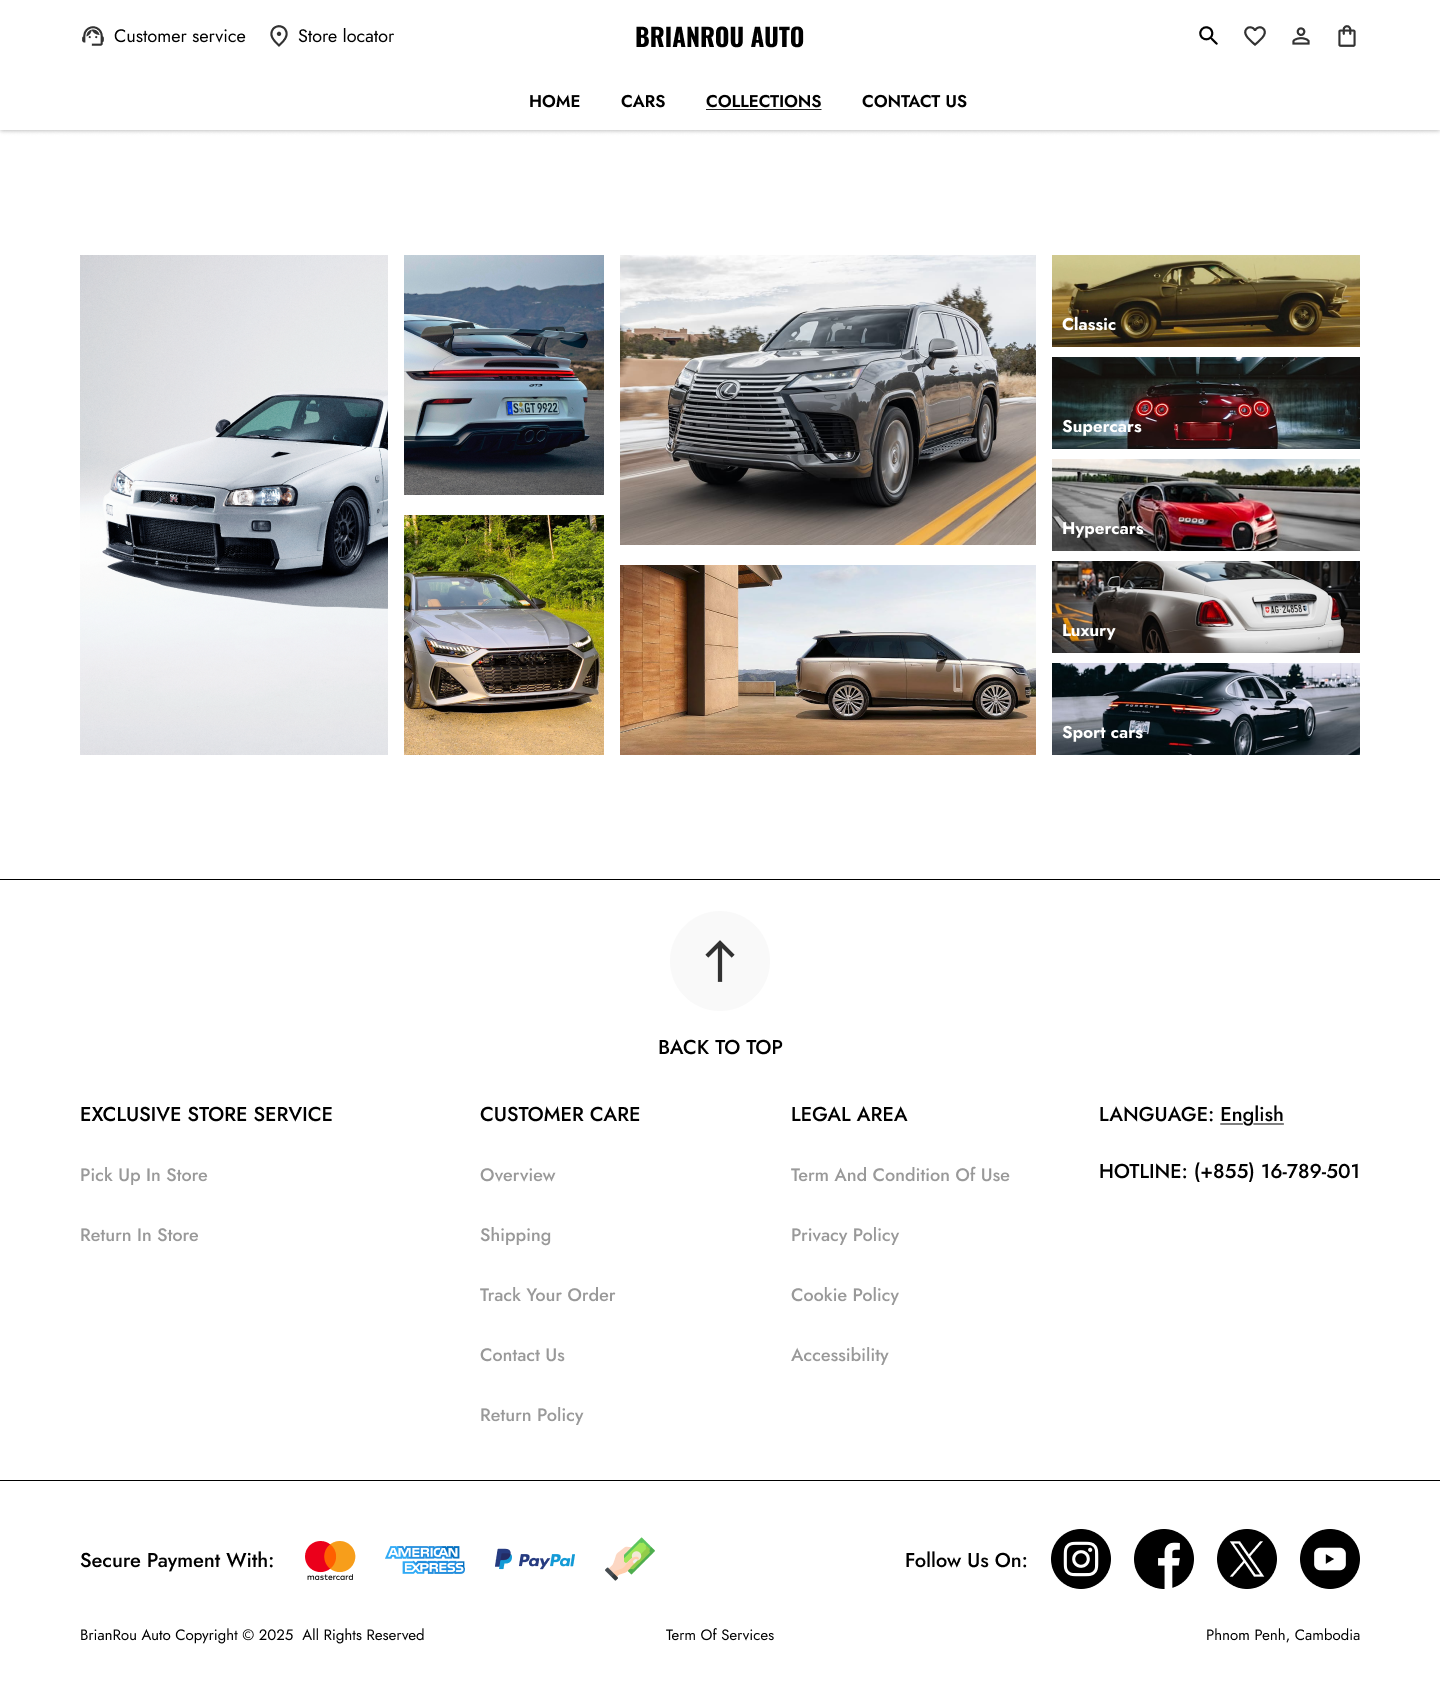 Customer service
Store locator
BRIANROU AUTO
HOME
CARS
COLLECTIONS
CONTACT US
S GT 9922
Classic
Supercars
Hypercars
AG·24858
Luxury
PORSCHE
Sport cars
BACK TO TOP
EXCLUSIVE STORE SERVICE
Pick Up In Store
Return In Store
CUSTOMER CARE
Overview
Shipping
Track Your Order
Contact Us
Return Policy
LEGAL AREA
Term And Condition Of Use
Privacy Policy
Cookie Policy
Accessibility
LANGUAGE: English
HOTLINE: (+855) 16-789-501
Secure Payment With:
mastercard
AMERICAN
EXPRESS
PayPal
Follow Us On:
BrianRou Auto Copyright © 2025 All Rights Reserved
Term Of Services
Phnom Penh, Cambodia